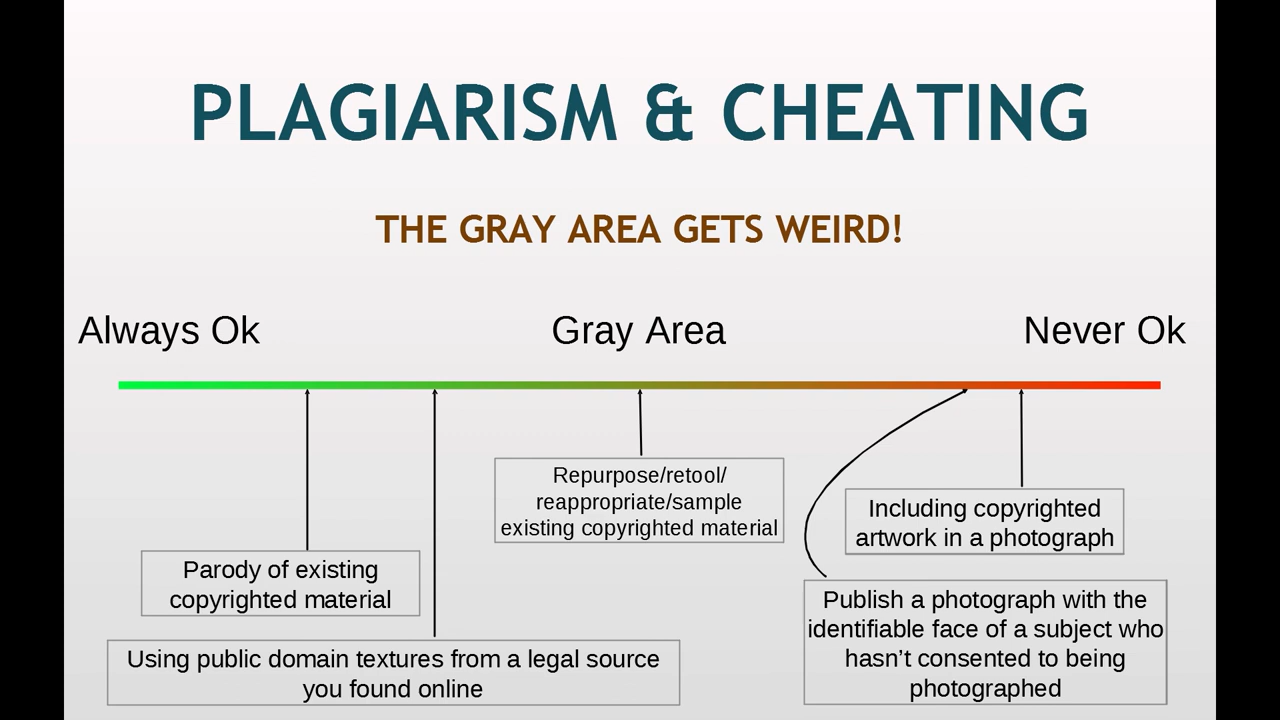 PLAGIARISM & CHEATING
THE GRAY AREA GETS WEIRD!
Always Ok
Gray Area
Never Ok
Repurpose/retool/
reappropriate/sample
existing copyrighted material
Including copyrighted
artwork in a photograph
Parody of existing
copyrighted material
Publish a photograph with the
identifiable face of a subject who
hasn’t consented to being
photographed
Using public domain textures from a legal source
you found online